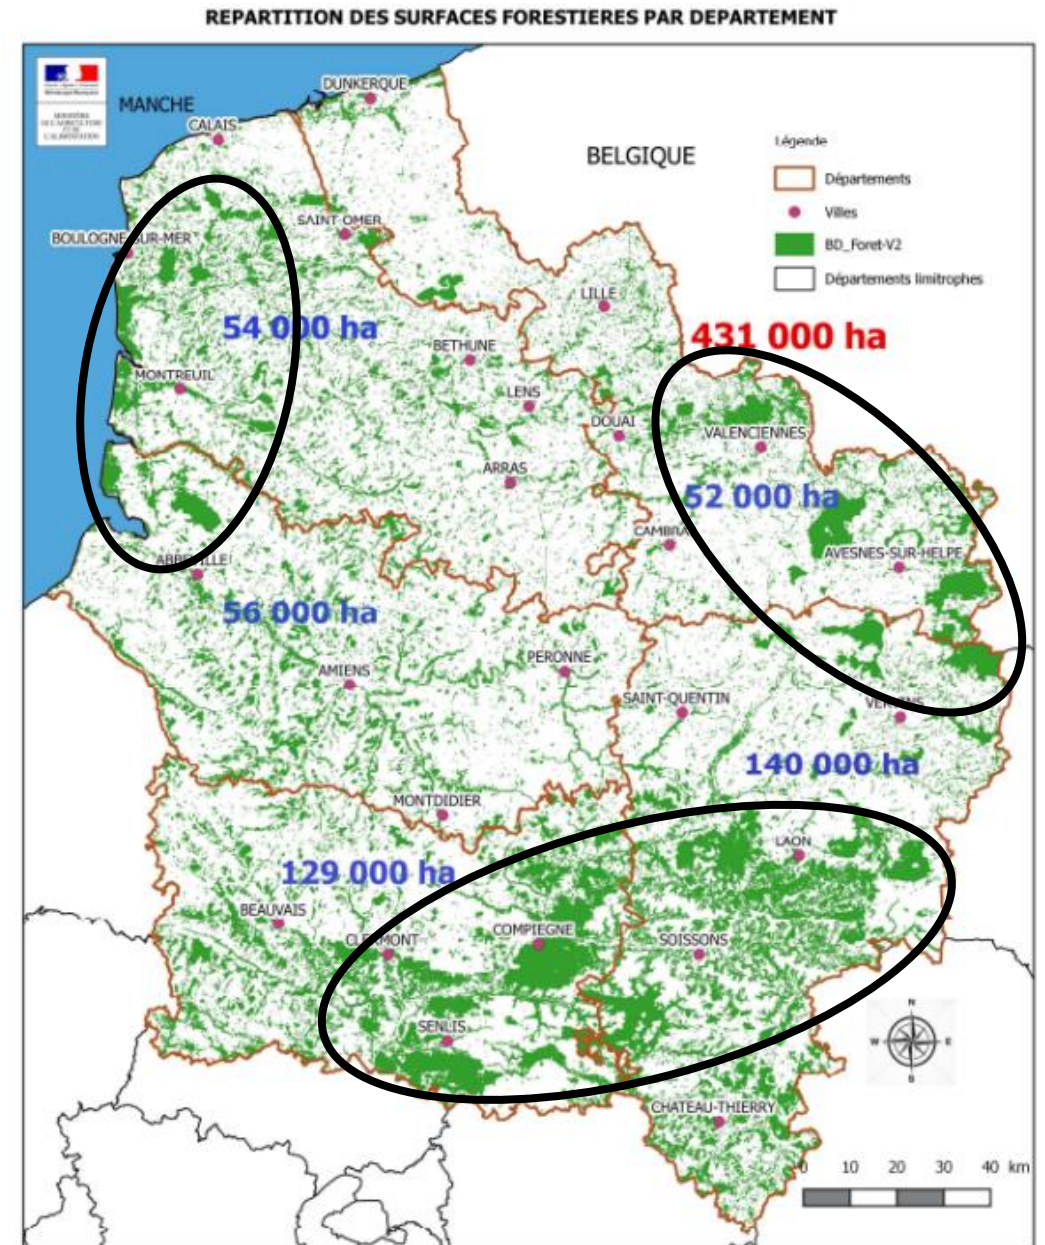 REPARTITION DES SURFACES FORESTIERES PAR DEPARTEMENT
DUNKERQUE
MANCHE
CALAIS
BELGIQUE
Légende
Départements
Villes
BD_Foret-V2
Départements limitrophes
SAINT-OMER
BOULOGNE-SUR-MER
LILLE
54 000 ha
431 000 ha
BETHUNE
MONTREUIL
LENS
DOUAI
VALENCIENNES
ARRAS
52 000 ha
CAMBRA
AVESNES-SUR-HELPE
ABBEVILLE
56 000 ha
PERONNE
AMIENS
SAINT-QUENTIN
VERVINS
140 000 ha
MONTDIDIER
LAON
129 000 ha
BEAUVAIS
COMPIEGNE
CLERMONT
SOISSONS
SENLIS
N
W
E
S
CHATEAU-THIERRY
0 10 20 30 40 km